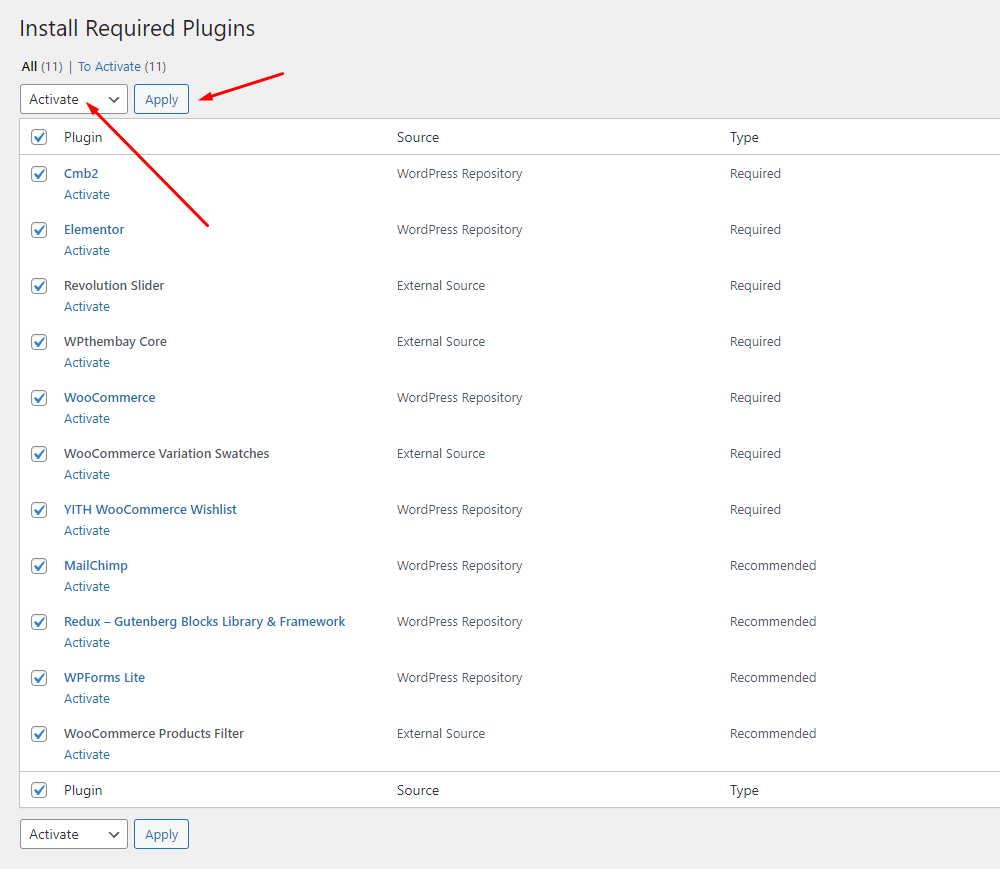 Install Required Plugins
All (11) | To Activate (11)
Activate Apply
Plugin Source Type
Cmb2 WordPress Repository Required
Activate
Elementor WordPress Repository Required
Activate
Revolution Slider External Source Required
Activate
WPthembay Core External Source Required
Activate
WooCommerce WordPress Repository Required
Activate
WooCommerce Variation Swatches External Source Required
Activate
YITH WooCommerce Wishlist WordPress Repository Required
Activate
MailChimp WordPress Repository Recommended
Activate
Redux – Gutenberg Blocks Library & Framework WordPress Repository Recommended
Activate
WPForms Lite WordPress Repository Recommended
Activate
WooCommerce Products Filter External Source Recommended
Activate
Plugin Source Type
Activate Apply